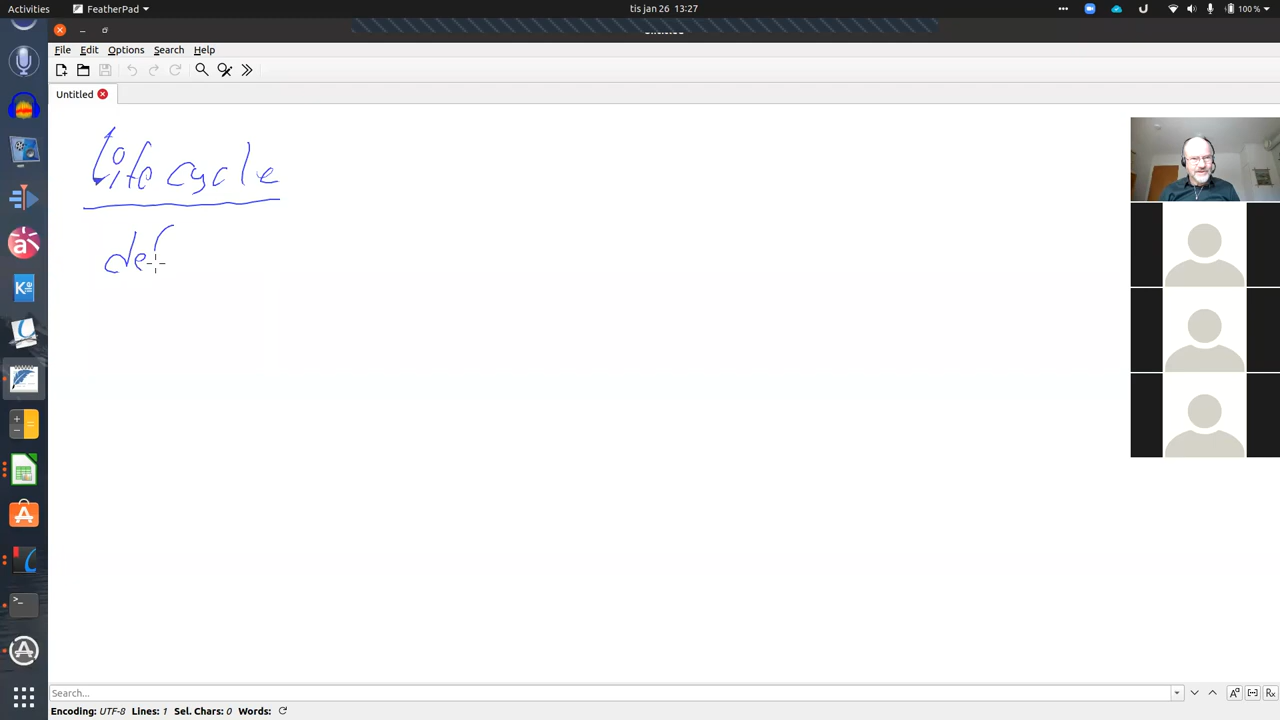 Activities FeatherPad tis jan 26 13:27 100 %
File Edit Options Search Help
Untitled
Life cycle
def
Search...
Encoding: UTF-8 Lines: 1 Sel. Chars: 0 Words: